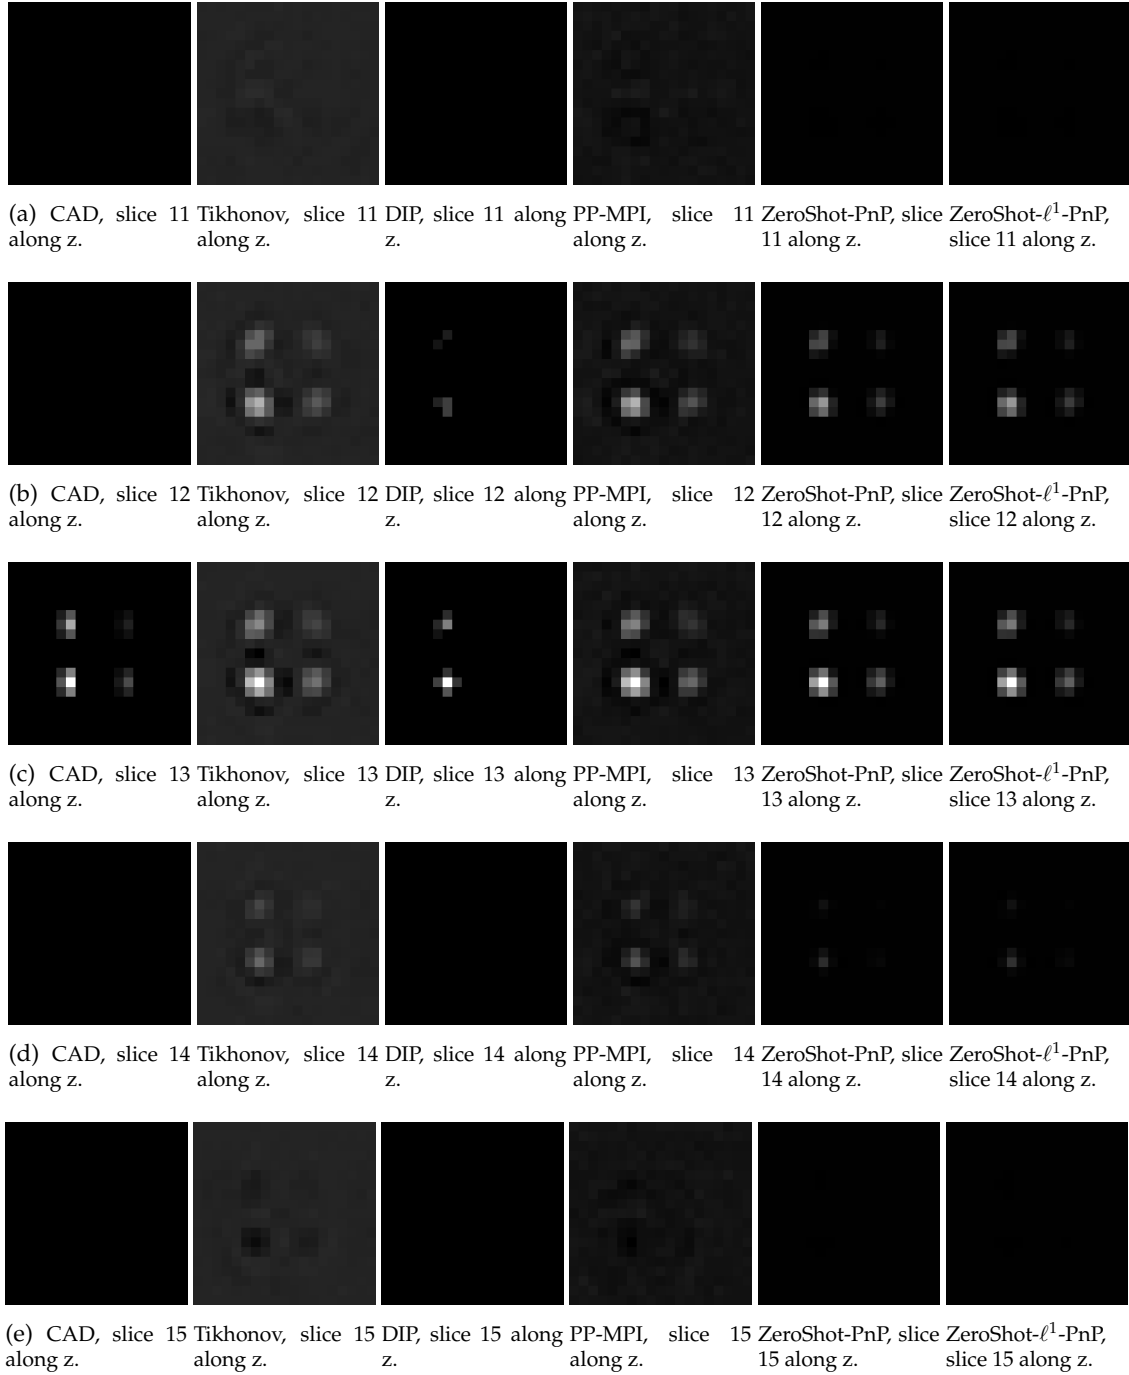 (a) CAD, slice 11 along z.
Tikhonov, slice 11 along z.
DIP, slice 11 along z.
PP-MPI, slice 11 along z.
ZeroShot-PnP, slice 11 along z.
ZeroShot-ℓ¹-PnP, slice 11 along z.
(b) CAD, slice 12 along z.
Tikhonov, slice 12 along z.
DIP, slice 12 along z.
PP-MPI, slice 12 along z.
ZeroShot-PnP, slice 12 along z.
ZeroShot-ℓ¹-PnP, slice 12 along z.
(c) CAD, slice 13 along z.
Tikhonov, slice 13 along z.
DIP, slice 13 along z.
PP-MPI, slice 13 along z.
ZeroShot-PnP, slice 13 along z.
ZeroShot-ℓ¹-PnP, slice 13 along z.
(d) CAD, slice 14 along z.
Tikhonov, slice 14 along z.
DIP, slice 14 along z.
PP-MPI, slice 14 along z.
ZeroShot-PnP, slice 14 along z.
ZeroShot-ℓ¹-PnP, slice 14 along z.
(e) CAD, slice 15 along z.
Tikhonov, slice 15 along z.
DIP, slice 15 along z.
PP-MPI, slice 15 along z.
ZeroShot-PnP, slice 15 along z.
ZeroShot-ℓ¹-PnP, slice 15 along z.